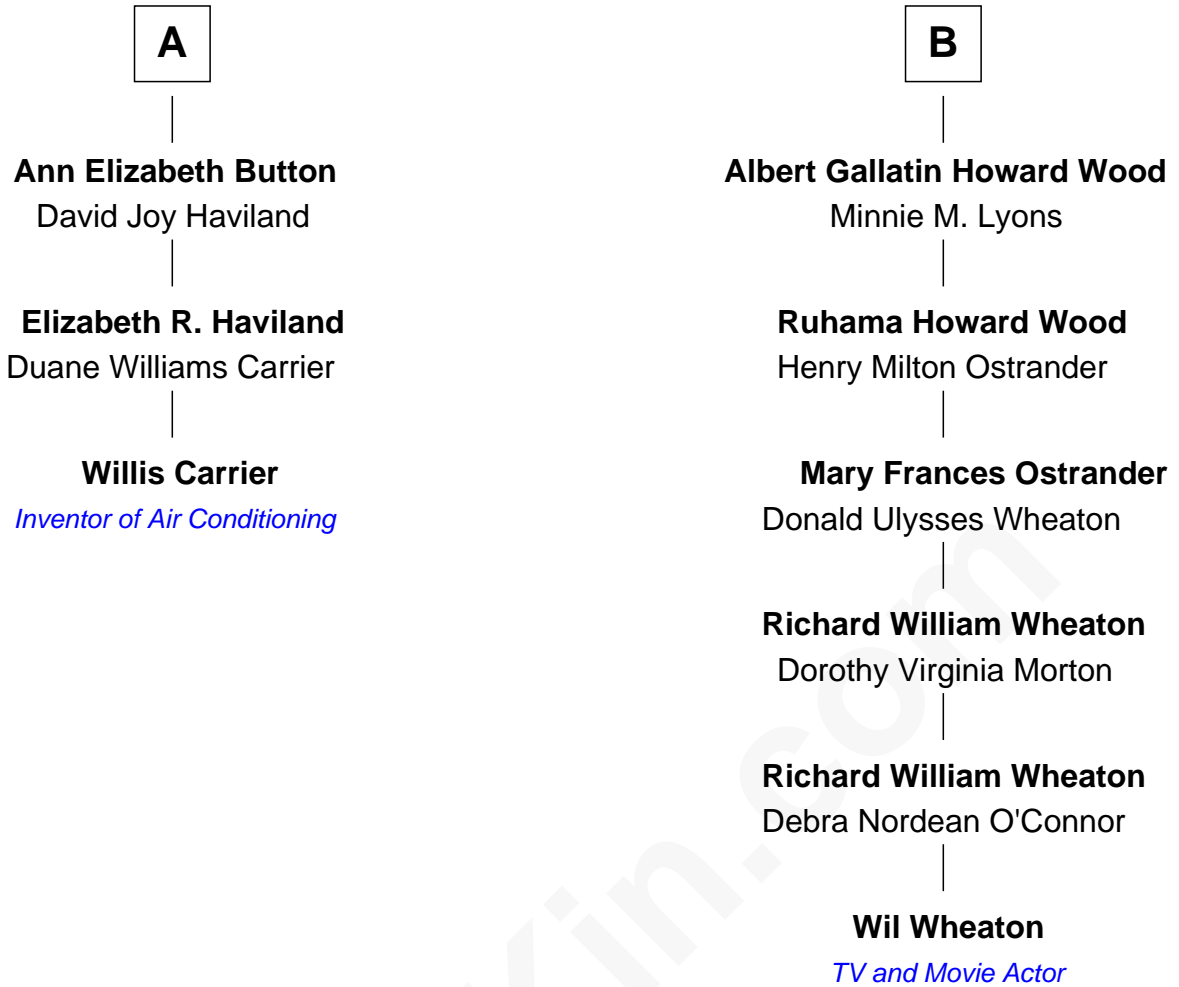 A
Ann Elizabeth Button
David Joy Haviland
Elizabeth R. Haviland
Duane Williams Carrier
Willis Carrier
Inventor of Air Conditioning
B
Albert Gallatin Howard Wood
Minnie M. Lyons
Ruhama Howard Wood
Henry Milton Ostrander
Mary Frances Ostrander
Donald Ulysses Wheaton
Richard William Wheaton
Dorothy Virginia Morton
Richard William Wheaton
Debra Nordean O'Connor
Wil Wheaton
TV and Movie Actor
Kin.com